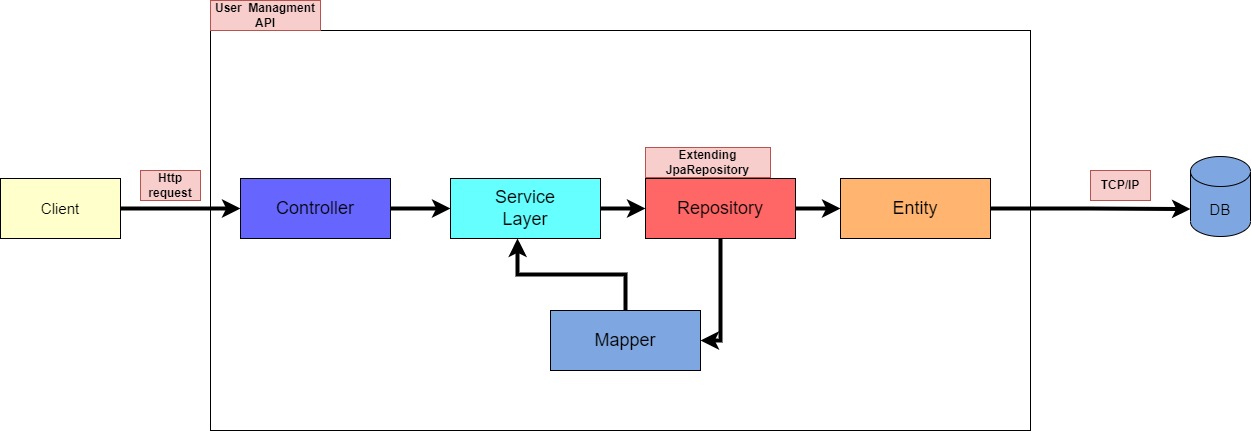 User Managment
API
Http
request
Client
Controller
Service
Layer
Extending
JpaRepository
Repository
Entity
TCP/IP
DB
Mapper